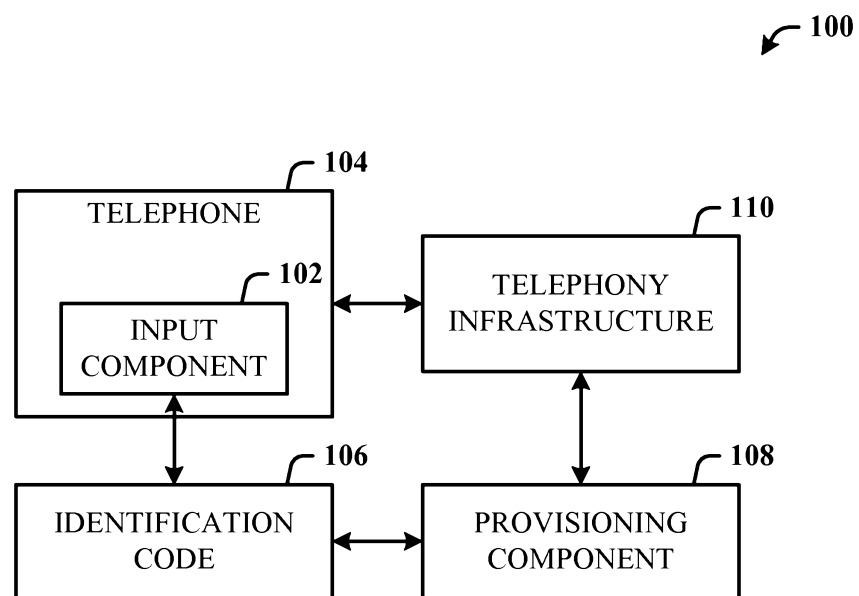 100
104
TELEPHONE
110
102
TELEPHONY
INFRASTRUCTURE
INPUT
COMPONENT
106
108
IDENTIFICATION
CODE
PROVISIONING
COMPONENT